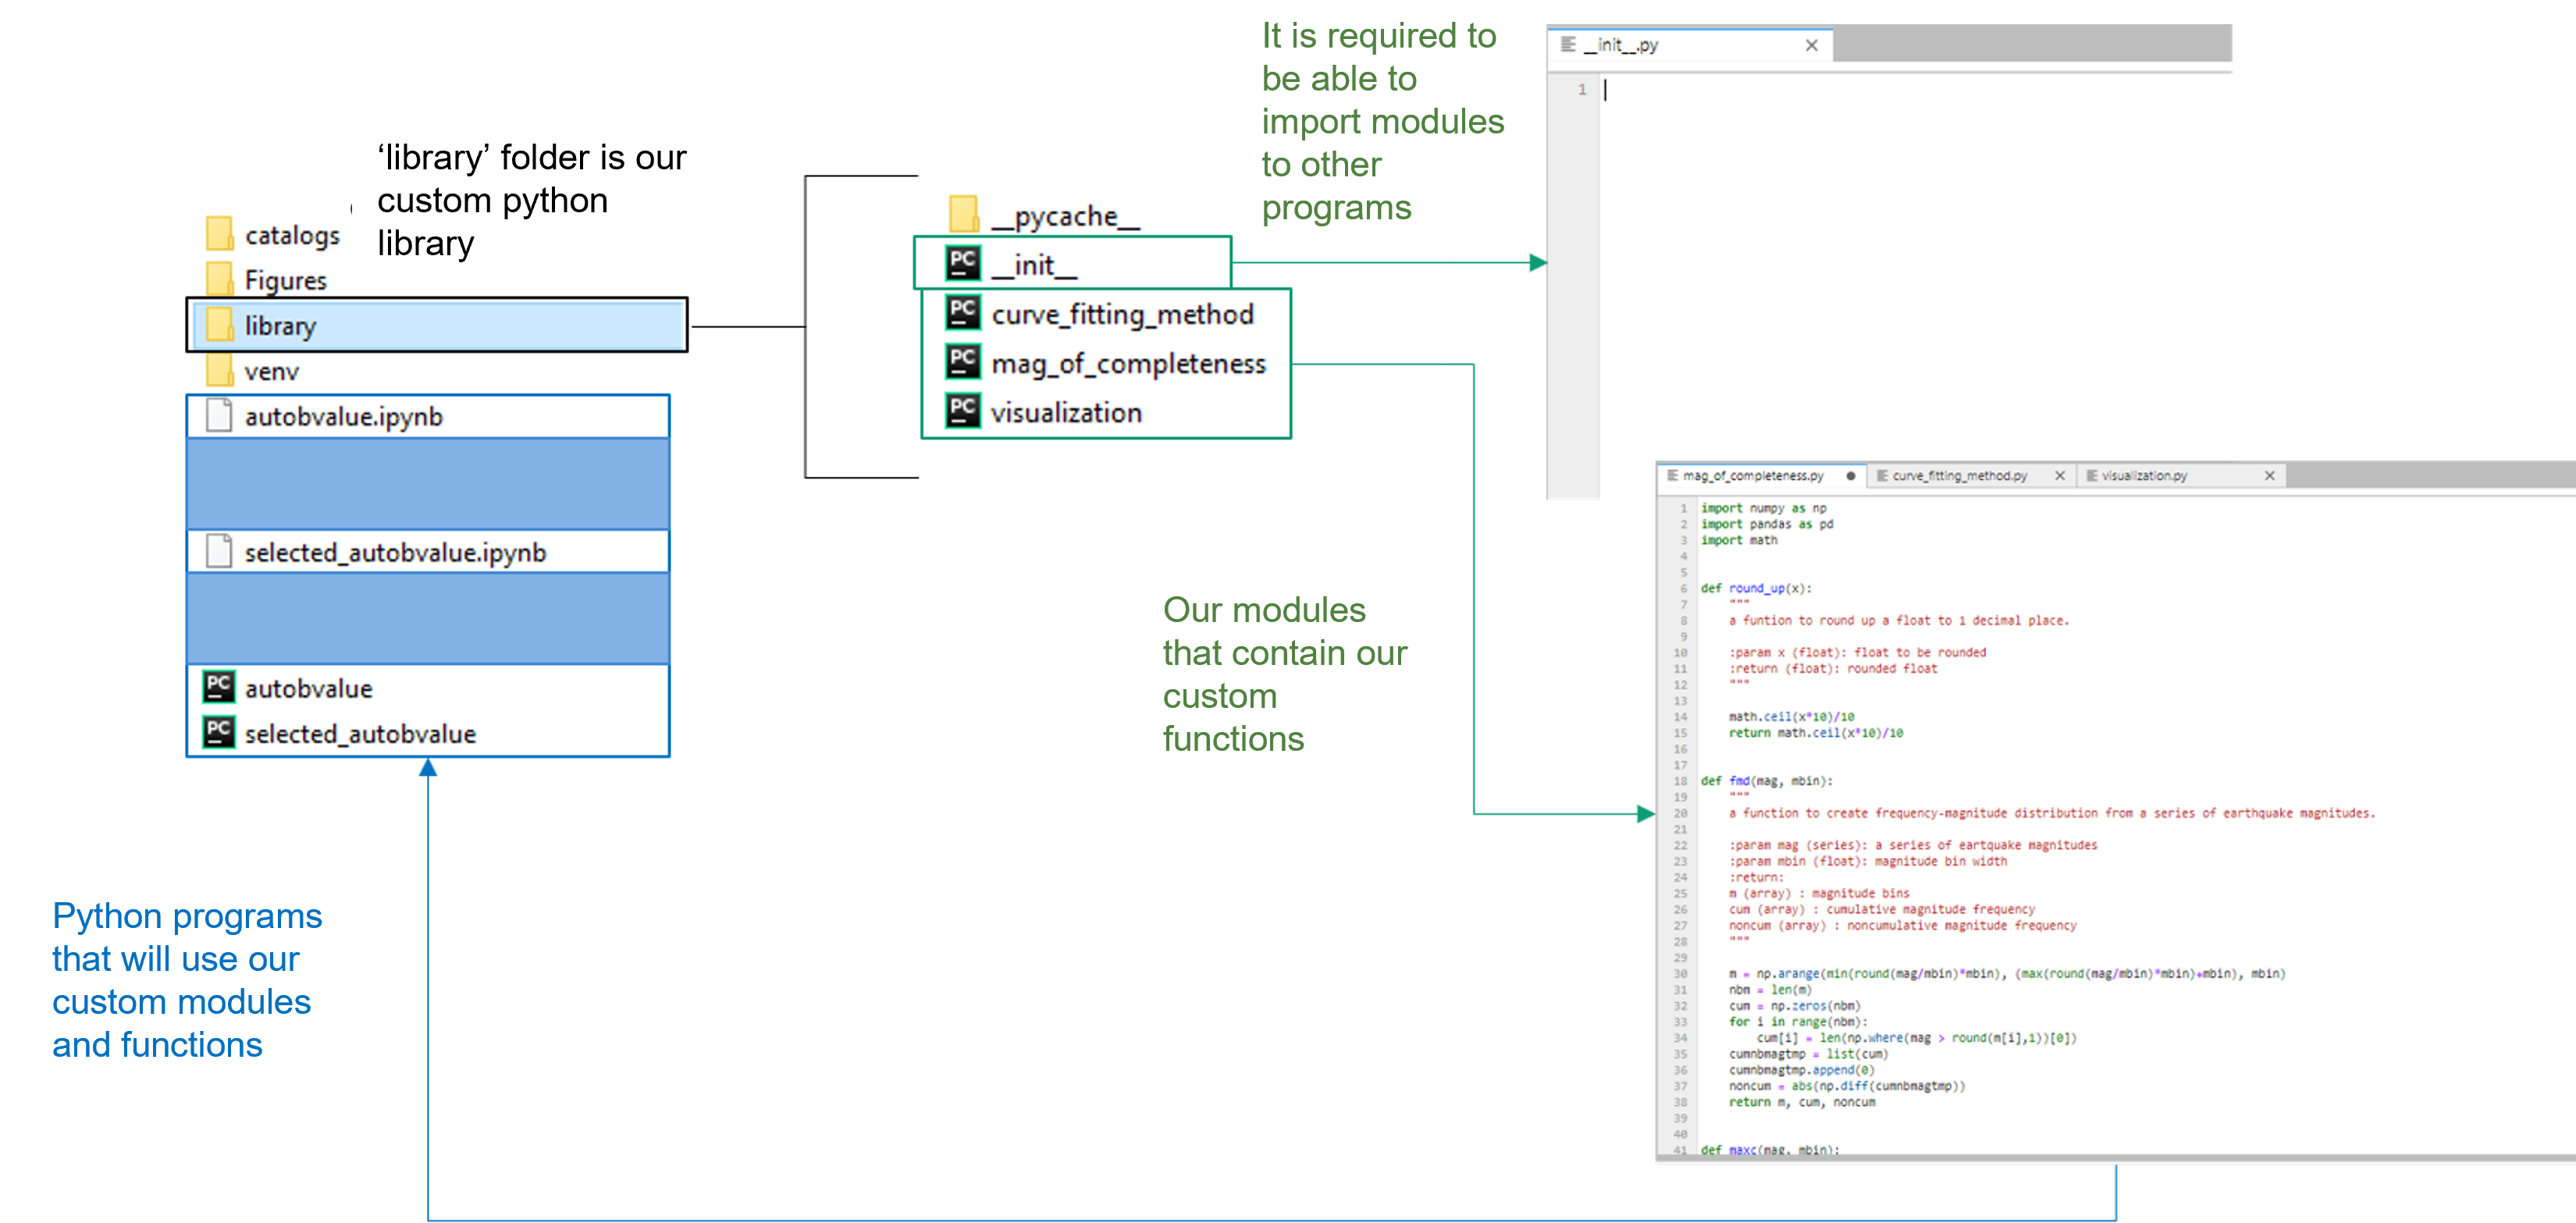 ‘library’ folder is our
custom python
library
catalogs
Figures
library
venv
autobvalue.ipynb
selected_autobvalue.ipynb
autobvalue
selected_autobvalue
Python programs
that will use our
custom modules
and functions
__pycache__
__init__
curve_fitting_method
mag_of_completeness
visualization
It is required to
be able to
import modules
to other
programs
Our modules
that contain our
custom
functions
__init__.py
1
mag_of_completeness.py curve_fitting_method.py visualization.py
1 import numpy as np
2 import pandas as pd
3 import math
4
5
6 def round_up(x):
7 """
8 a funtion to round up a float to 1 decimal place.
9
10 :param x (float): float to be rounded
11 :return (float): rounded float
12 """
13
14 math.ceil(x*10)/10
15 return math.ceil(x*10)/10
16
17
18 def fmd(mag, mbin):
19 """
20 a function to create frequency-magnitude distribution from a series of earthquake magnitudes.
21
22 :param mag (series): a series of eartquake magnitudes
23 :param mbin (float): magnitude bin width
24 :return:
25 m (array) : magnitude bins
26 cum (array) : cumulative magnitude frequency
27 noncum (array) : noncumulative magnitude frequency
28 """
29
30 m = np.arange(min(round(mag/mbin)*mbin), (max(round(mag/mbin)*mbin)+mbin), mbin)
31 nbm = len(m)
32 cum = np.zeros(nbm)
33 for i in range(nbm):
34 cum[i] = len(np.where(mag > round(m[i],1))[0])
35 cumnbmagtmp = list(cum)
36 cumnbmagtmp.append(0)
37 noncum = abs(np.diff(cumnbmagtmp))
38 return m, cum, noncum
39
40
41 def maxc(mag, mbin):